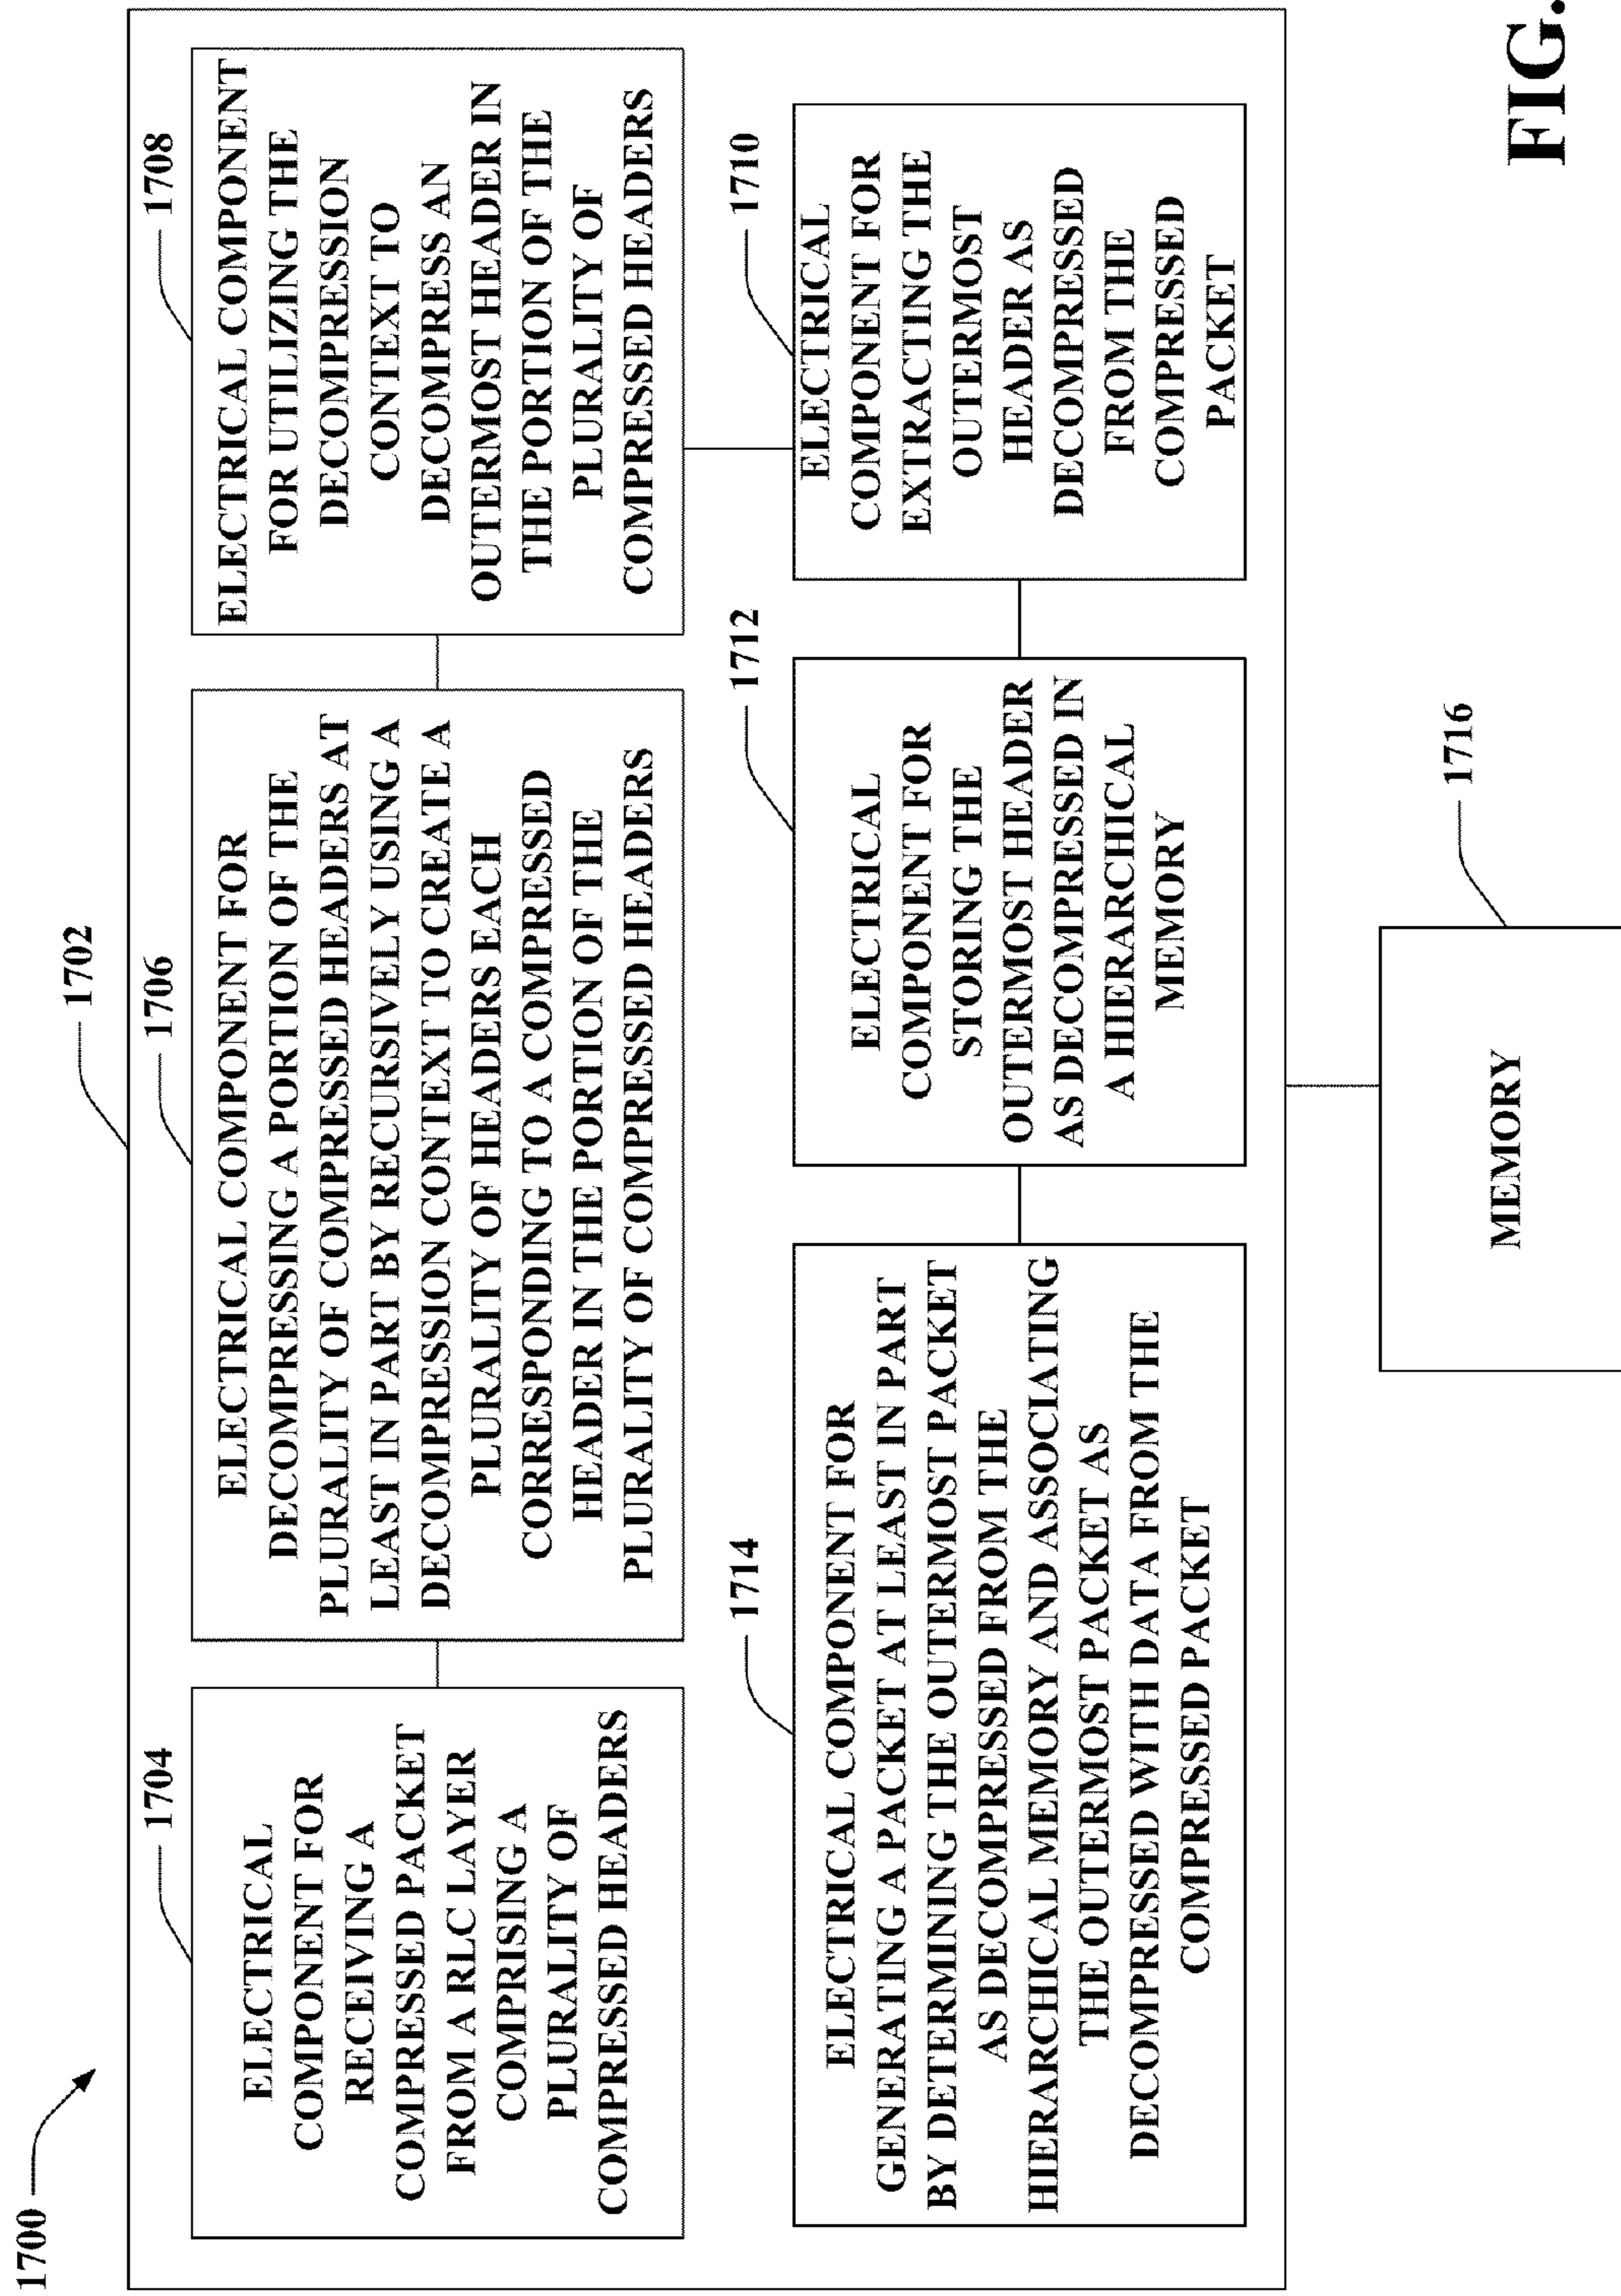 1700
1702
1704
ELECTRICAL
COMPONENT FOR
RECEIVING A
COMPRESSED PACKET
FROM A RLC LAYER
COMPRISING A
PLURALITY OF
COMPRESSED HEADERS
1706
ELECTRICAL COMPONENT FOR
DECOMPRESSING A PORTION OF THE
PLURALITY OF COMPRESSED HEADERS AT
LEAST IN PART BY RECURSIVELY USING A
DECOMPRESSION CONTEXT TO CREATE A
PLURALITY OF HEADERS EACH
CORRESPONDING TO A COMPRESSED
HEADER IN THE PORTION OF THE
PLURALITY OF COMPRESSED HEADERS
1708
ELECTRICAL COMPONENT
FOR UTILIZING THE
DECOMPRESSION
CONTEXT TO
DECOMPRESS AN
OUTERMOST HEADER IN
THE PORTION OF THE
PLURALITY OF
COMPRESSED HEADERS
1714
ELECTRICAL COMPONENT FOR
GENERATING A PACKET AT LEAST IN PART
BY DETERMINING THE OUTERMOST PACKET
AS DECOMPRESSED FROM THE
HIERARCHICAL MEMORY AND ASSOCIATING
THE OUTERMOST PACKET AS
DECOMPRESSED WITH DATA FROM THE
COMPRESSED PACKET
1712
ELECTRICAL
COMPONENT FOR
STORING THE
OUTERMOST HEADER
AS DECOMPRESSED IN
A HIERARCHICAL
MEMORY
1710
ELECTRICAL
COMPONENT FOR
EXTRACTING THE
OUTERMOST
HEADER AS
DECOMPRESSED
FROM THE
COMPRESSED
PACKET
1716
MEMORY
FIG.